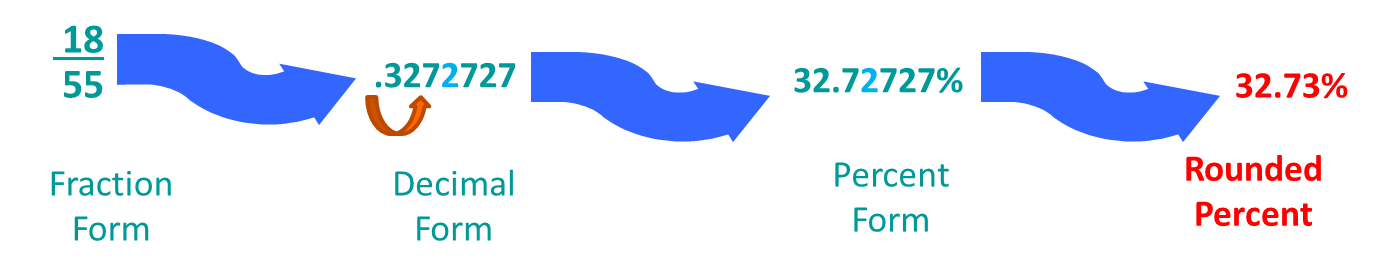 18
55
.3272727
32.72727%
32.73%
Fraction
Form
Decimal
Form
Percent
Form
Rounded
Percent